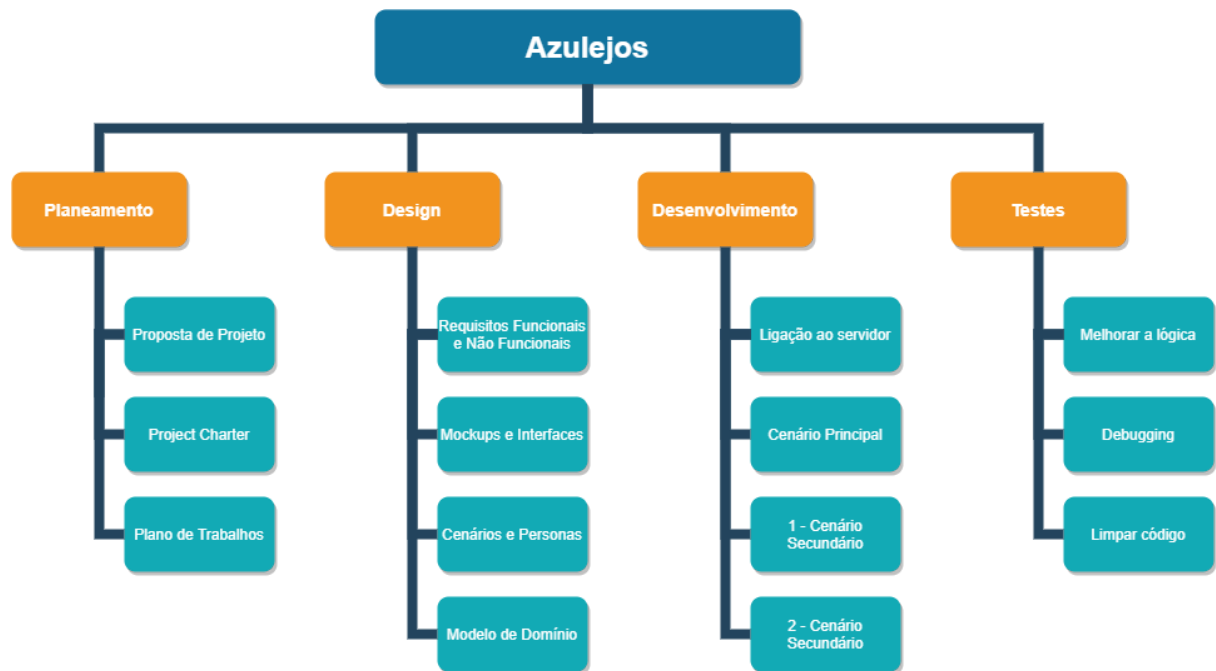 Azulejos
Planeamento
Design
Desenvolvimento
Testes
Proposta de Projeto
Project Charter
Plano de Trabalhos
Requisitos Funcionais
e Não Funcionais
Mockups e Interfaces
Cenários e Personas
Modelo de Domínio
Ligação ao servidor
Cenário Principal
1 - Cenário
Secundário
2 - Cenário
Secundário
Melhorar a lógica
Debugging
Limpar código